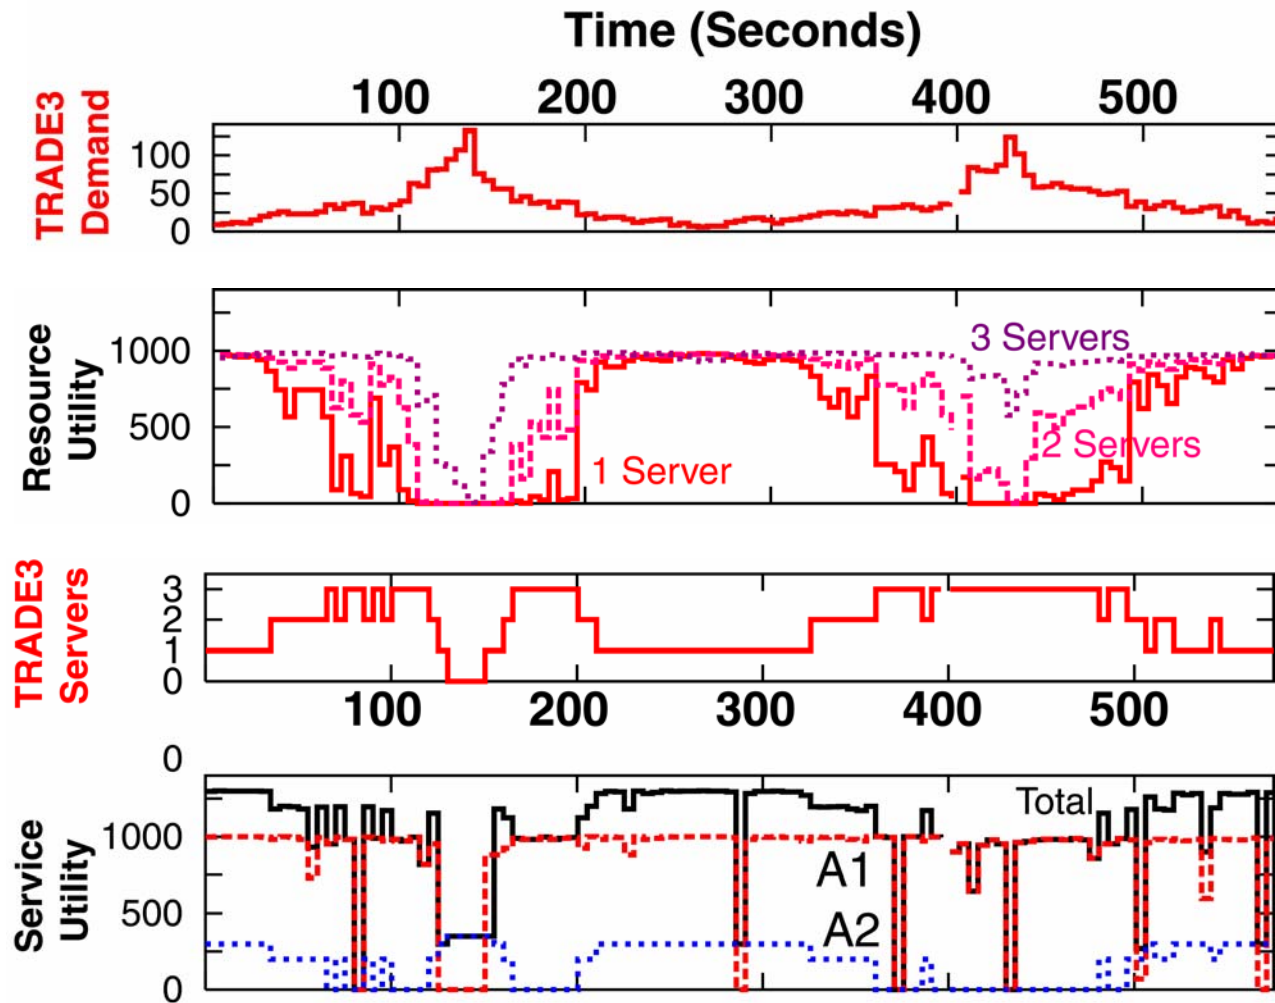 Time (Seconds)
100 200 300 400 500
TRADE3
Demand
100
50
0
Resource
Utility
1000
500
0
3 Servers
2 Servers
1 Server
TRADE3
Servers
3
2
1
0
100 200 300 400 500
0
Service
Utility
1000
500
0
Total
A1
A2